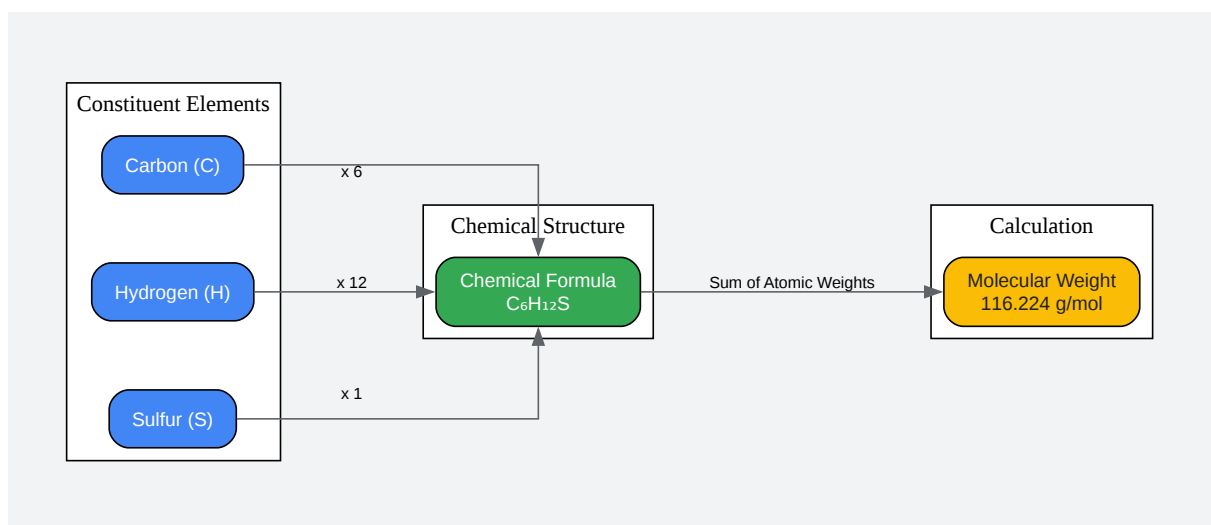 Constituent Elements
Carbon (C)
x 6
Hydrogen (H)
x 12
Sulfur (S)
x 1
Chemical Structure
Chemical Formula
C₆H₁₂S
Sum of Atomic Weights
Calculation
Molecular Weight
116.224 g/mol